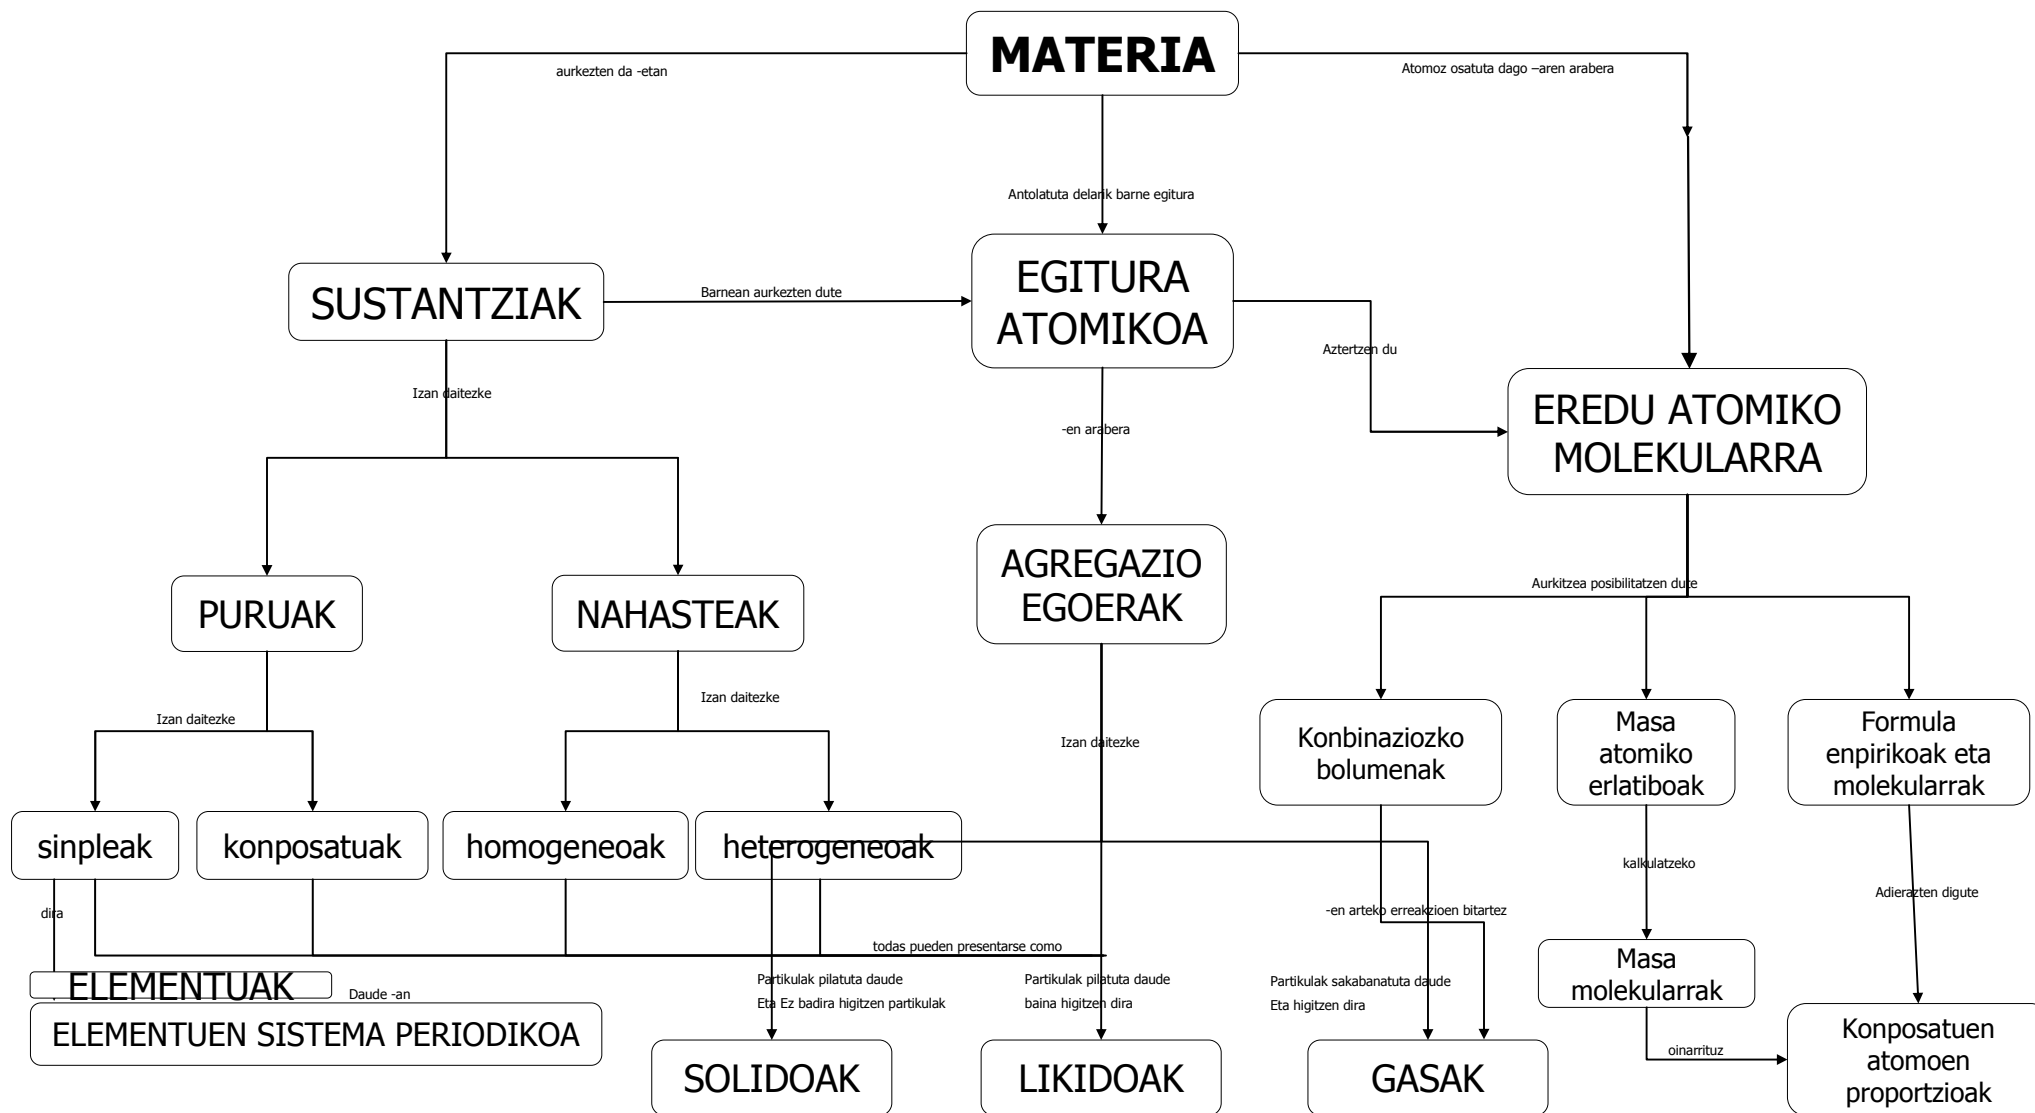 MATERIA
aurkezten da -etan
Atomoz osatuta dago –aren arabera
Antolatuta delarik barne egitura
SUSTANTZIAK
Barnean aurkezten dute
EGITURA
ATOMIKOA
Aztertzen du
Izan daitezke
-en arabera
EREDU ATOMIKO
MOLEKULARRA
PURUAK
NAHASTEAK
AGREGAZIO
EGOERAK
Aurkitzea posibilitatzen dute
Izan daitezke
Izan daitezke
Izan daitezke
Konbinaziozko
bolumenak
Masa
atomiko
erlatiboak
Formula
enpirikoak eta
molekularrak
sinpleak
konposatuak
homogeneoak
heterogeneoak
kalkulatzeko
Adierazten digute
dira
-en arteko erreakzioen bitartez
todas pueden presentarse como
ELEMENTUAK
Daude -an
Partikulak pilatuta daude
Eta Ez badira higitzen partikulak
Partikulak pilatuta daude
baina higitzen dira
Partikulak sakabanatuta daude
Eta higitzen dira
Masa
molekularrak
ELEMENTUEN SISTEMA PERIODIKOA
SOLIDOAK
LIKIDOAK
GASAK
oinarrituz
Konposatuen
atomoen
proportzioak